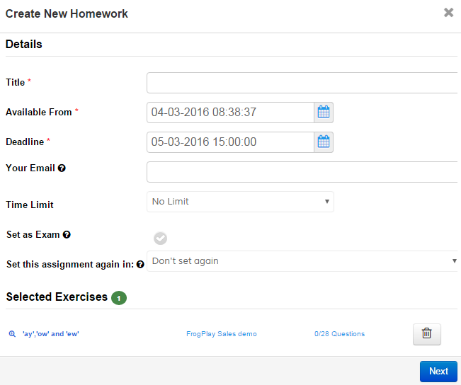 Create New Homework ×
Details
Title *
Available From * 04-03-2016 08:38:37
Deadline * 05-03-2016 15:00:00
Your Email ?
Time Limit No Limit
Set as Exam ?
Set this assignment again in: ? Don't set again
Selected Exercises 1
'ay','ow' and 'ew' FrogPlay Sales demo 0/28 Questions
Next